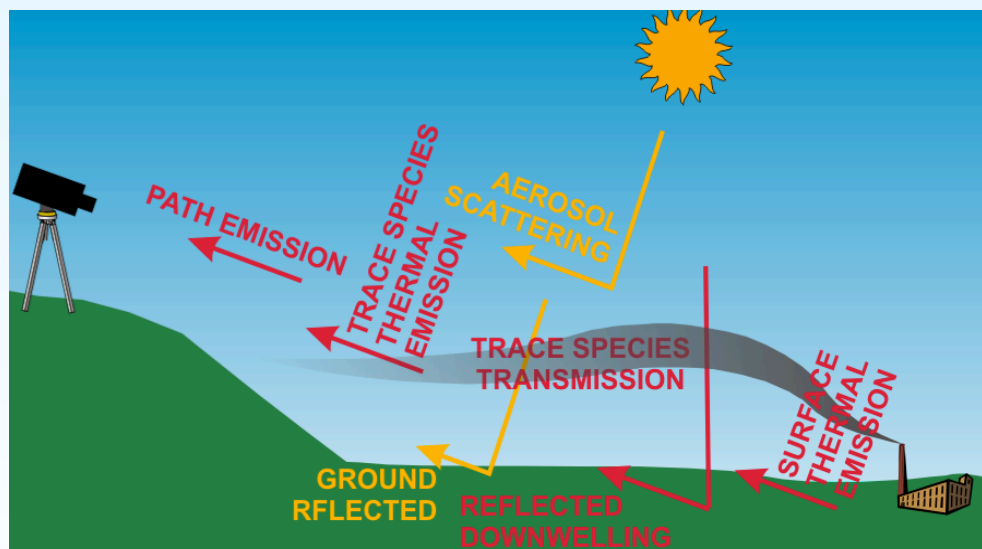 PATH EMISSION
TRACE SPECIES
THERMAL
EMISSION
AEROSOL
SCATTERING
TRACE SPECIES
TRANSMISSION
SURFACE
THERMAL
EMISSION
GROUND
RFLECTED
REFLECTED
DOWNWELLING